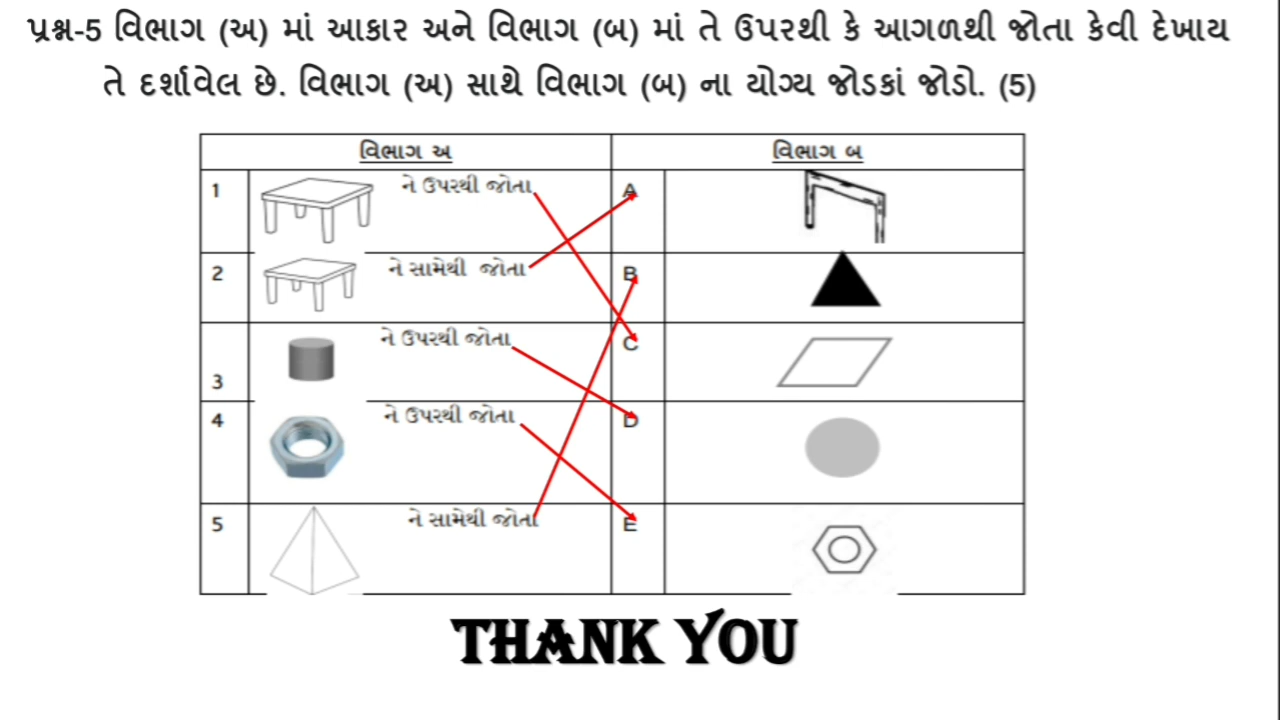 પ્રશ્ન-5 વિભાગ (અ) માં આકાર અને વિભાગ (બ) માં તે ઉપરથી કે આગળથી જોતા કેવી દેખાય
તે દર્શાવેલ છે. વિભાગ (અ) સાથે વિભાગ (બ) ના યોગ્ય જોડકાં જોડો. (5)
વિભાગ અ વિભાગ બ
1 ને ઉપરથી જોતા A
2 ને સામેથી જોતા B
3 ને ઉપરથી જોતા C
4 ને ઉપરથી જોતા D
5 ને સામેથી જોતા E
THANK YOU